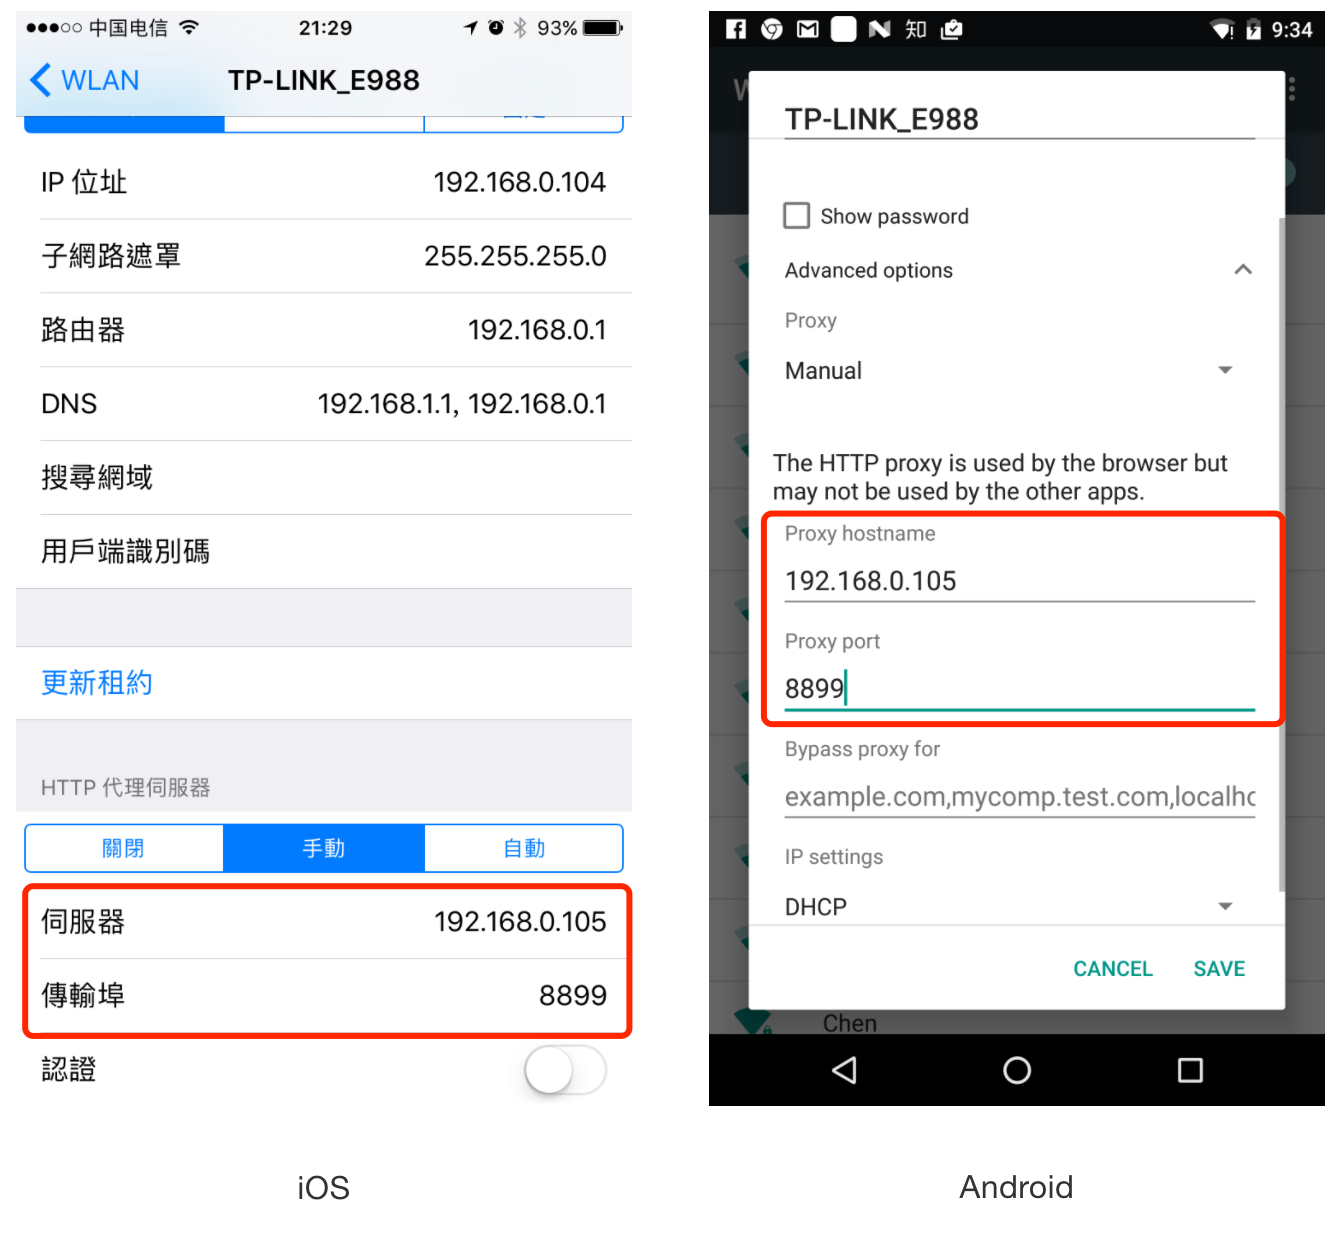 中国电信
21:29
93%
WLAN
TP-LINK_E988
IP 位址
192.168.0.104
子網路遮罩
255.255.255.0
路由器
192.168.0.1
DNS
192.168.1.1, 192.168.0.1
搜尋網域
用戶端識別碼
更新租約
HTTP 代理伺服器
關閉
手動
自動
伺服器
192.168.0.105
傳輸埠
8899
認證
iOS
知
9:34
TP-LINK_E988
Show password
Advanced options
Proxy
Manual
The HTTP proxy is used by the browser but
may not be used by the other apps.
Proxy hostname
192.168.0.105
Proxy port
8899
Bypass proxy for
example.com,mycomp.test.com,localho
IP settings
DHCP
CANCEL
SAVE
Chen
Android